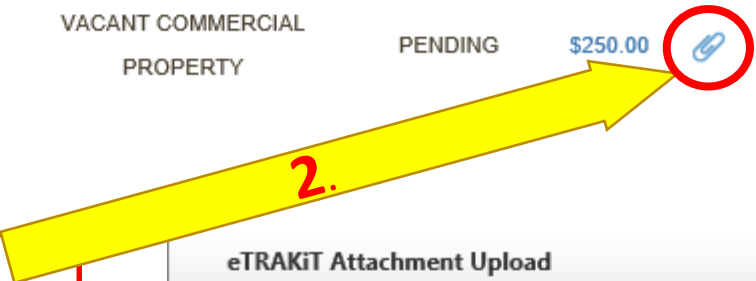 VACANT COMMERCIAL
PROPERTY
PENDING
$250.00
2.
eTRAKiT Attachment Upload